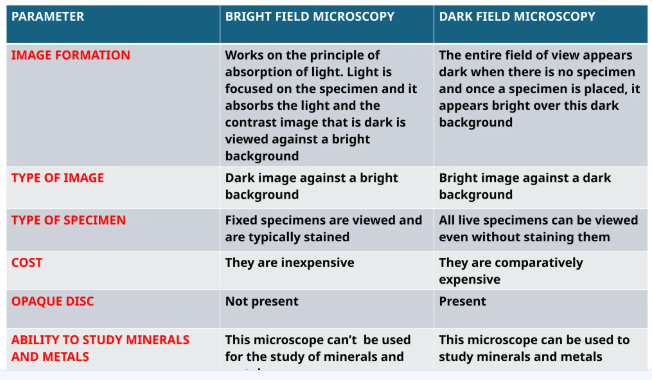 PARAMETER
BRIGHT FIELD MICROSCOPY
DARK FIELD MICROSCOPY
IMAGE FORMATION
Works on the principle of
absorption of light. Light is
focused on the specimen and it
absorbs the light and the
contrast image that is dark is
viewed against a bright
background
The entire field of view appears
dark when there is no specimen
and once a specimen is placed, it
appears bright over this dark
background
TYPE OF IMAGE
Dark image against a bright
background
Bright image against a dark
background
TYPE OF SPECIMEN
Fixed specimens are viewed and
are typically stained
All live specimens can be viewed
even without staining them
COST
They are inexpensive
They are comparatively
expensive
OPAQUE DISC
Not present
Present
ABILITY TO STUDY MINERALS
AND METALS
This microscope can’t be used
for the study of minerals and
This microscope can be used to
study minerals and metals